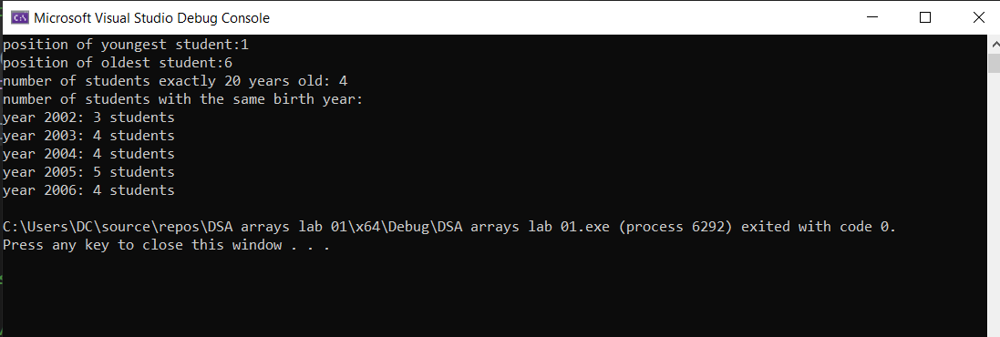 Microsoft Visual Studio Debug Console
position of youngest student:1
position of oldest student:6
number of students exactly 20 years old: 4
number of students with the same birth year:
year 2002: 3 students
year 2003: 4 students
year 2004: 4 students
year 2005: 5 students
year 2006: 4 students
C:\Users\DC\source\repos\DSA arrays lab 01\x64\Debug\DSA arrays lab 01.exe (process 6292) exited with code 0.
Press any key to close this window . . .